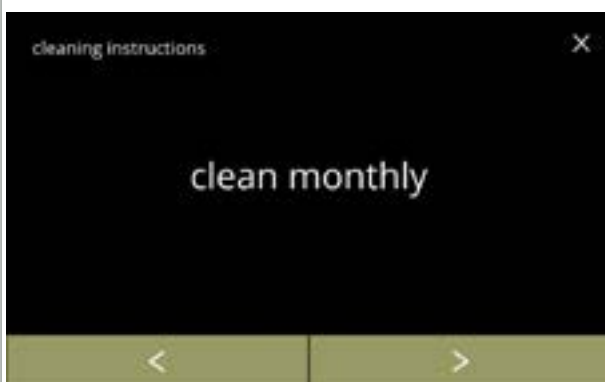 cleaning instructions ×
clean monthly
< >